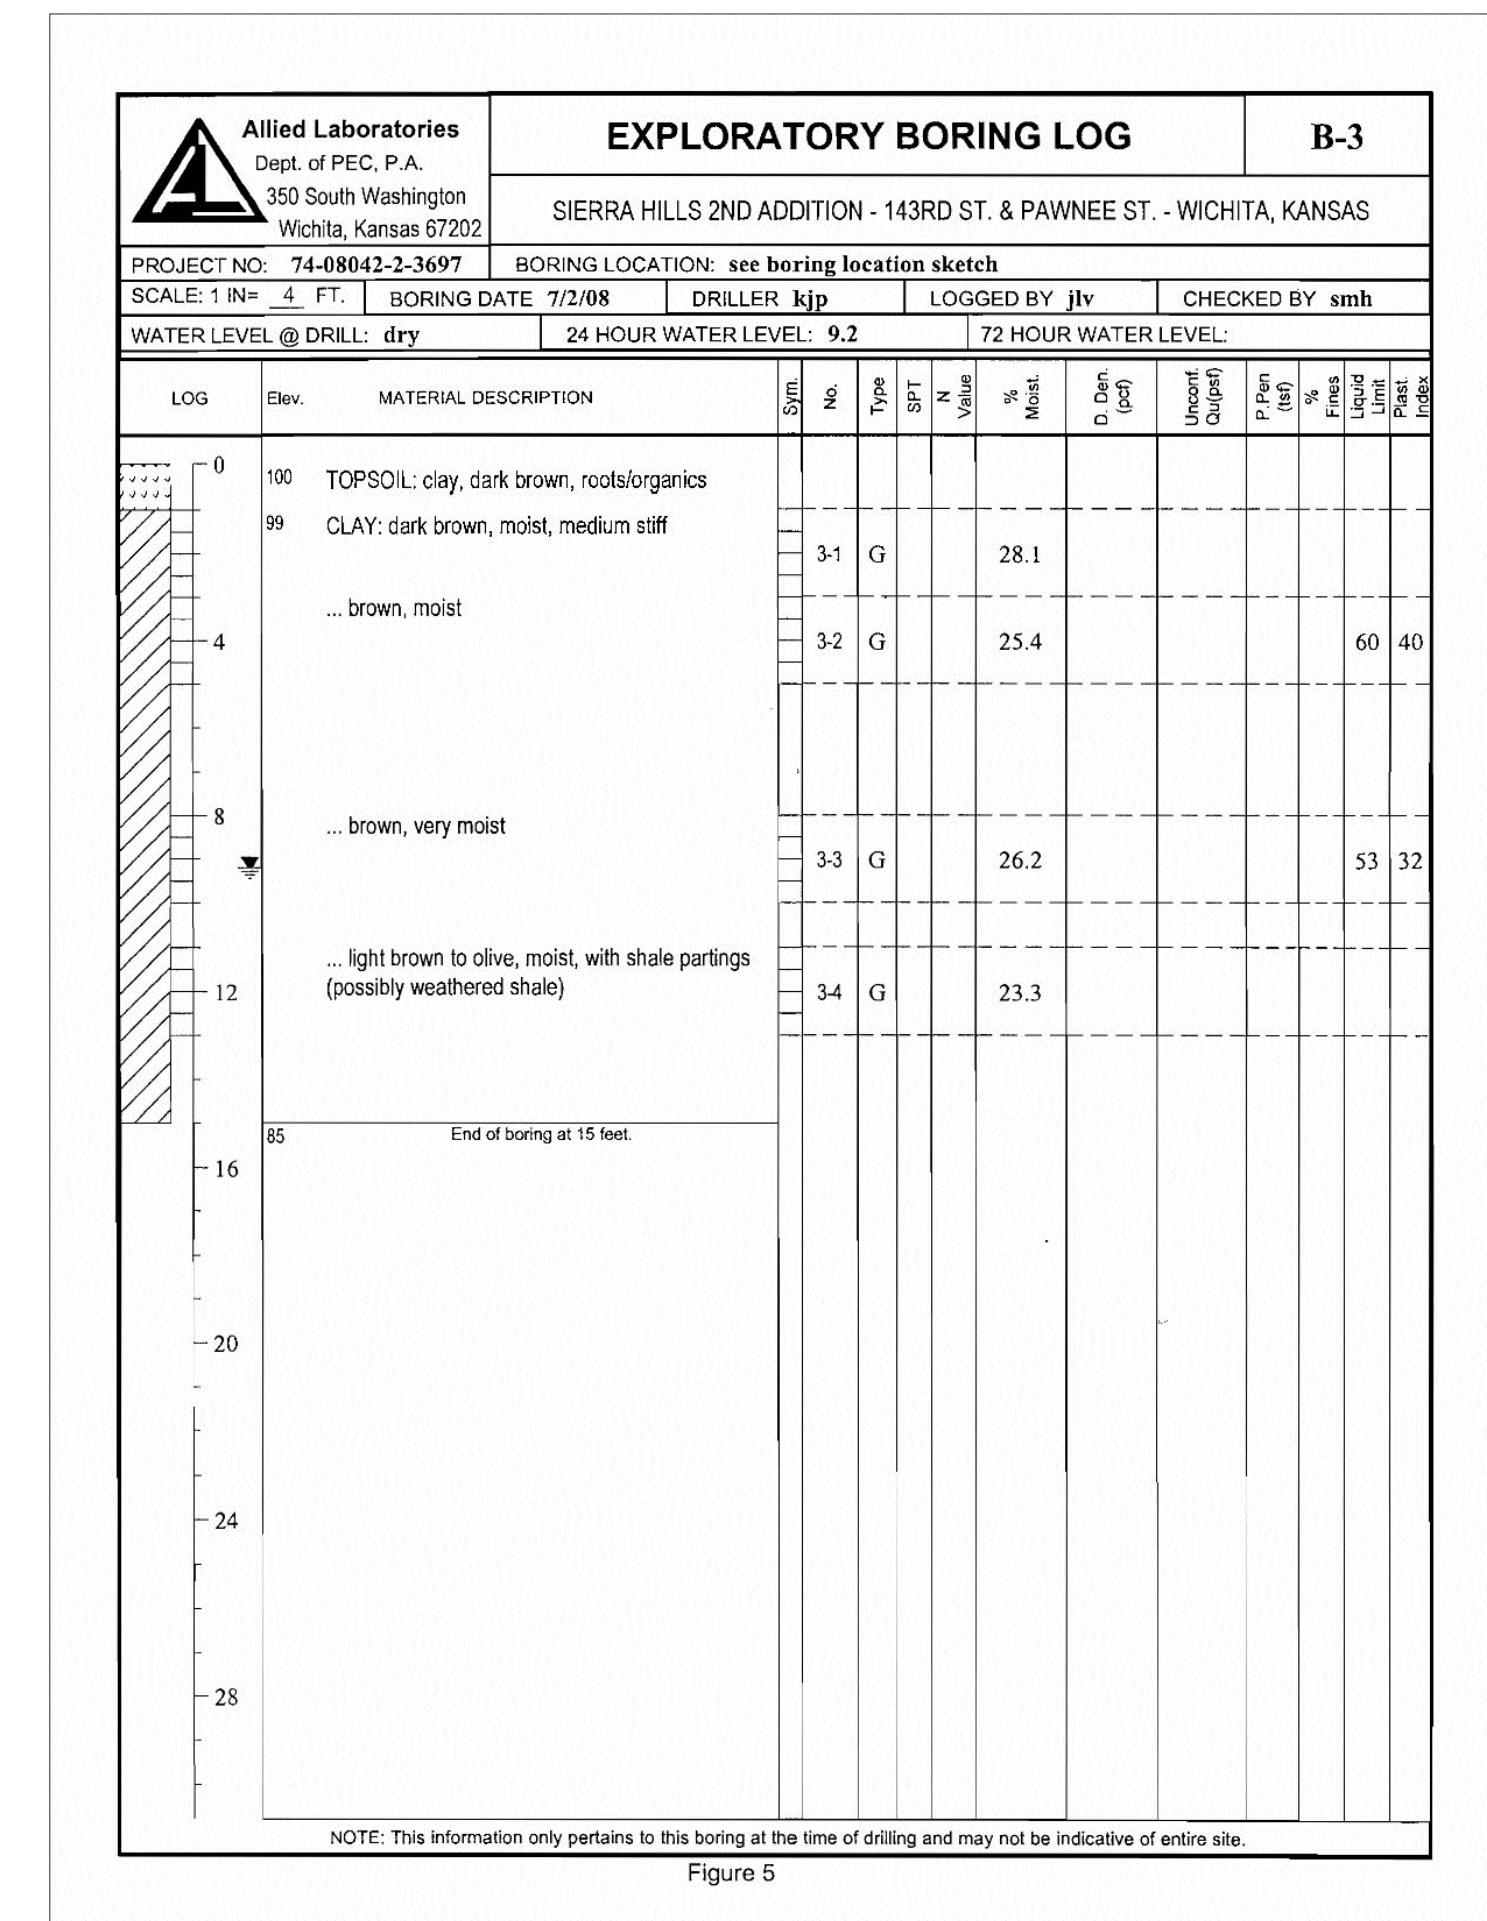 Allied Laboratories
Dept. of PEC, P.A.
350 South Washington
Wichita, Kansas 67202
EXPLORATORY BORING LOG
B-3
SIERRA HILLS 2ND ADDITION - 143RD ST. & PAWNEE ST. - WICHITA, KANSAS
PROJECT NO: 74-08042-2-3697
BORING LOCATION: see boring location sketch
SCALE: 1 IN= 4 FT.
BORING DATE 7/2/08
DRILLER kjp
LOGGED BY jlv
CHECKED BY smh
WATER LEVEL @ DRILL: dry
24 HOUR WATER LEVEL: 9.2
72 HOUR WATER LEVEL:
LOG
Elev.
MATERIAL DESCRIPTION
Sym.
No.
Type
SPT
N
Value
%
Moist.
D. Den.
(pcf)
Unconf.
Qu(psf)
P.Pen
(tsf)
%
Fines
Liquid
Limit
Plast.
Index
0
100 TOPSOIL: clay, dark brown, roots/organics
99 CLAY: dark brown, moist, medium stiff
3-1 G 28.1
... brown, moist
4
3-2 G 25.4 60 40
8
... brown, very moist
3-3 G 26.2 53 32
... light brown to olive, moist, with shale partings
(possibly weathered shale)
12
3-4 G 23.3
85 End of boring at 15 feet.
16
20
24
28
NOTE: This information only pertains to this boring at the time of drilling and may not be indicative of entire site.
Figure 5